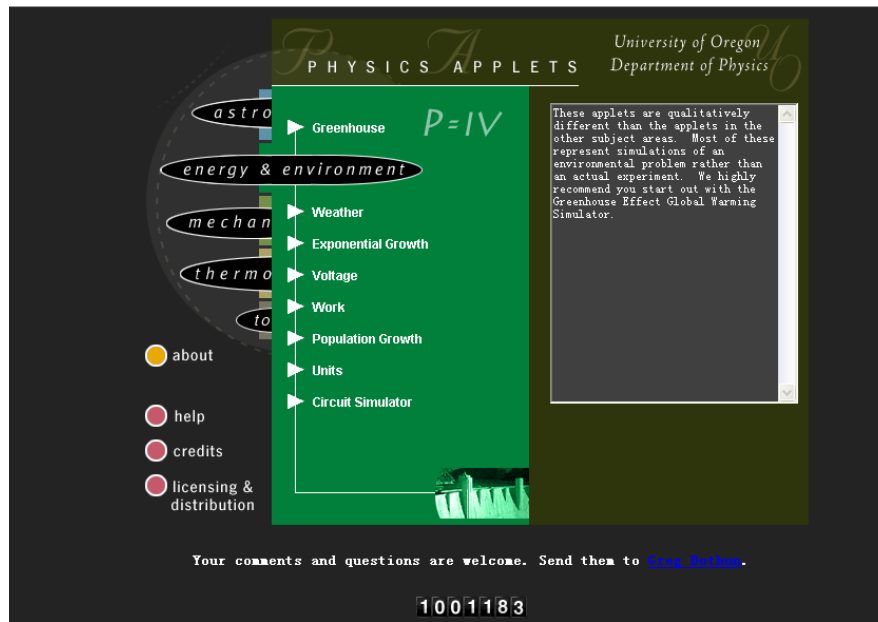 PHYSICS APPLETS
University of Oregon
Department of Physics
astro
energy & environment
mechan
thermo
to
about
help
credits
licensing &
distribution
Greenhouse
P=IV
Weather
Exponential Growth
Voltage
Work
Population Growth
Units
Circuit Simulator
These applets are qualitatively
different than the applets in the
other subject areas. Most of these
represent simulations of an
environmental problem rather than
an actual experiment. We highly
recommend you start out with the
Greenhouse Effect Global Warming
Simulator.
Your comments and questions are welcome. Send them to Greg Bothun.
1001183